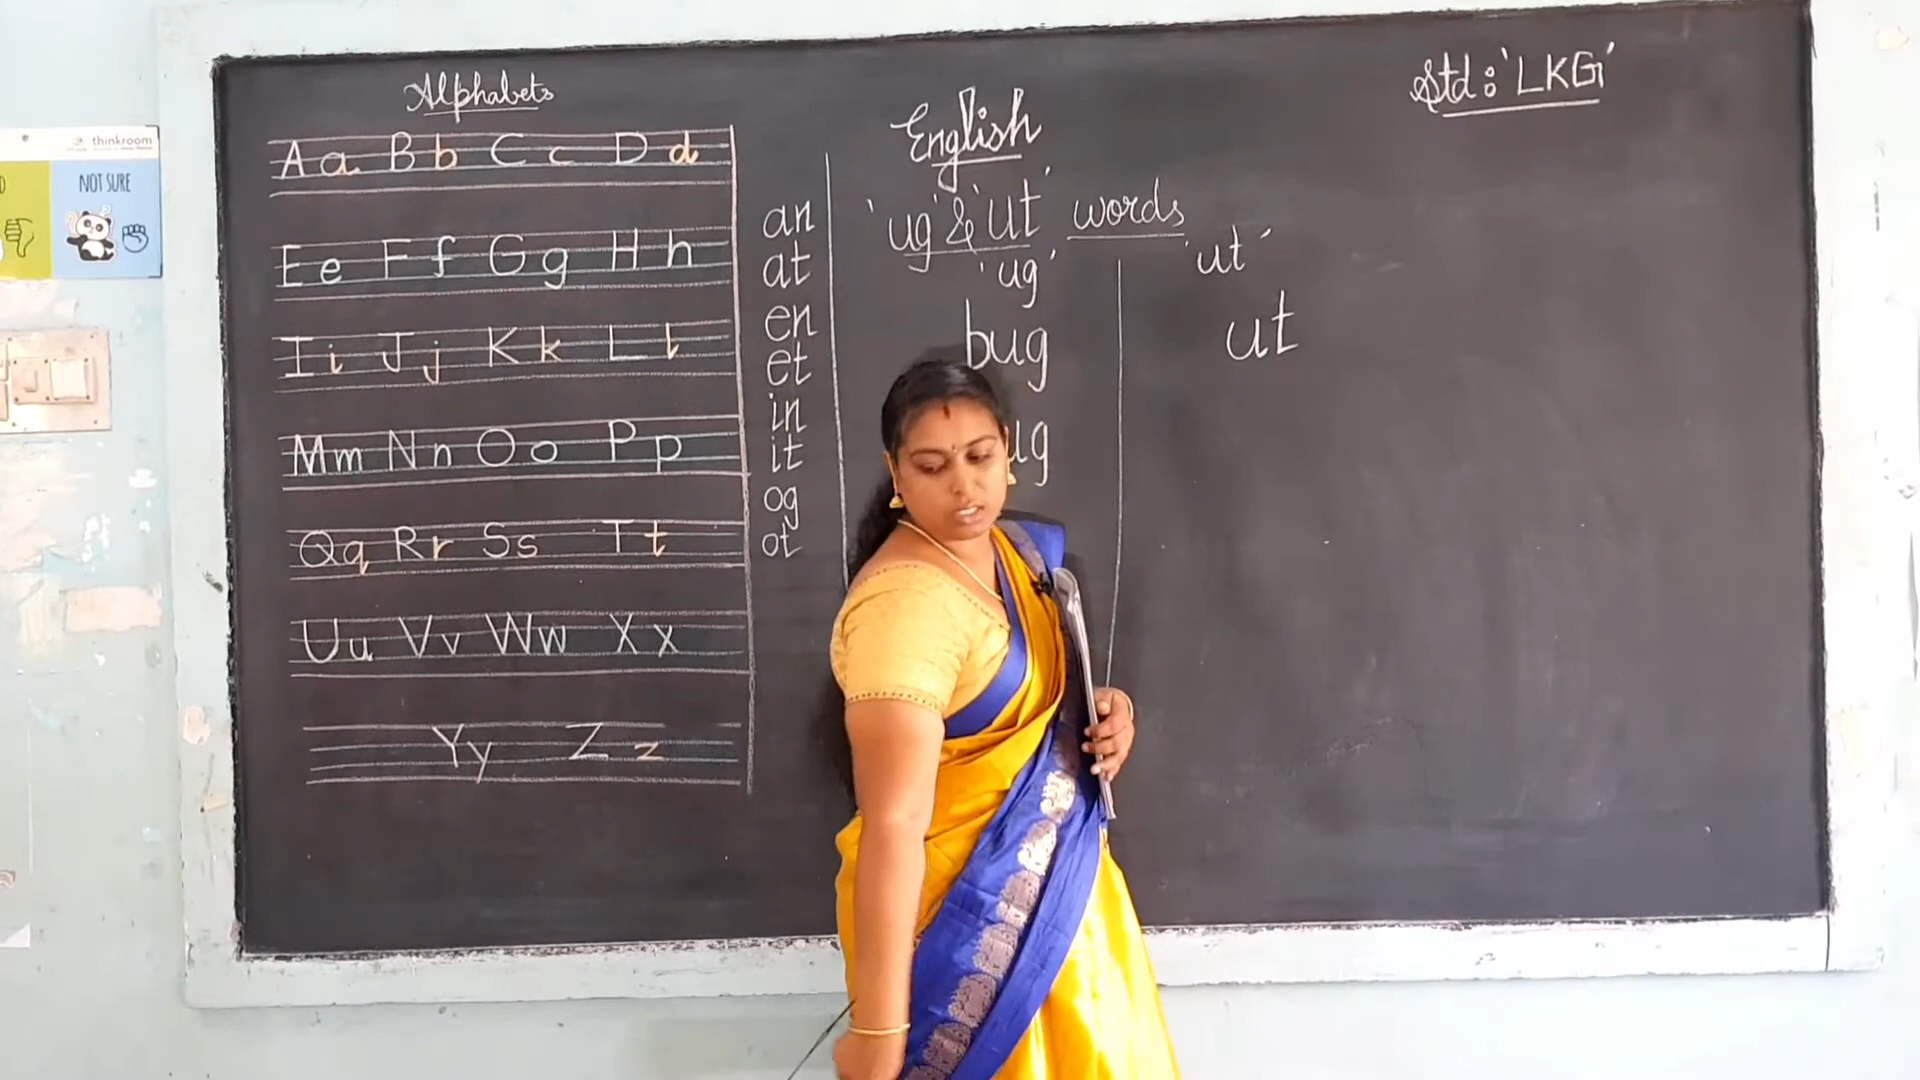 thinkroom
NOT SURE
Alphabets
Aa Bb Cc Dd
Ee Ff Gg Hh
Ii Jj Kk Ll
Mm Nn Oo Pp
Qq Rr Ss Tt
Uu Vv Ww Xx
Yy Zz
an
at
en
et
in
it
og
ot
English
'ug' & 'ut' words
'ug'
bug
ug
'ut'
ut
Std: 'LKG'